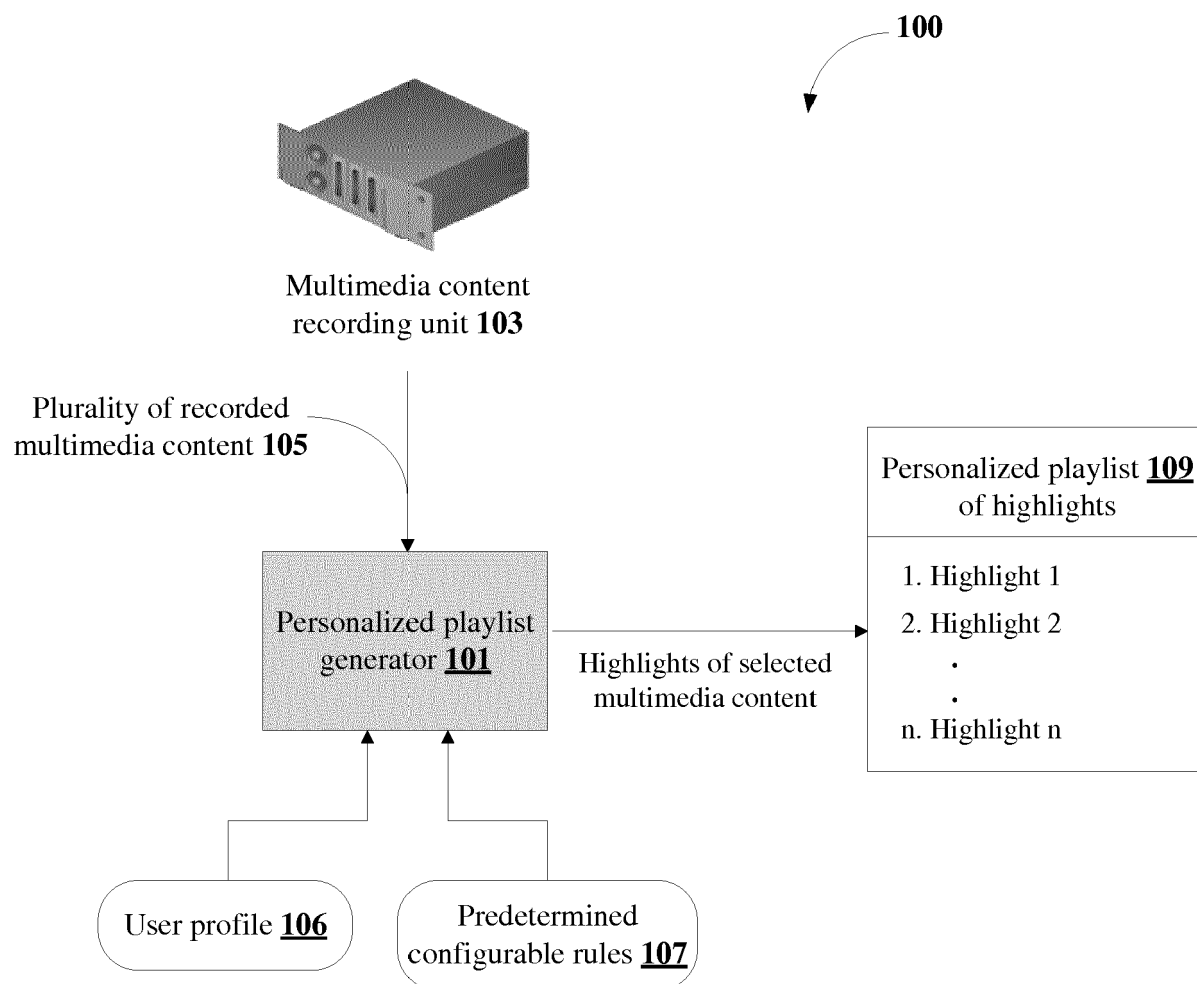 100
Multimedia content
recording unit 103
Plurality of recorded
multimedia content 105
Personalized playlist 109
of highlights
1. Highlight 1
2. Highlight 2
.
.
n. Highlight n
Personalized playlist
generator 101
Highlights of selected
multimedia content
User profile 106
Predetermined
configurable rules 107